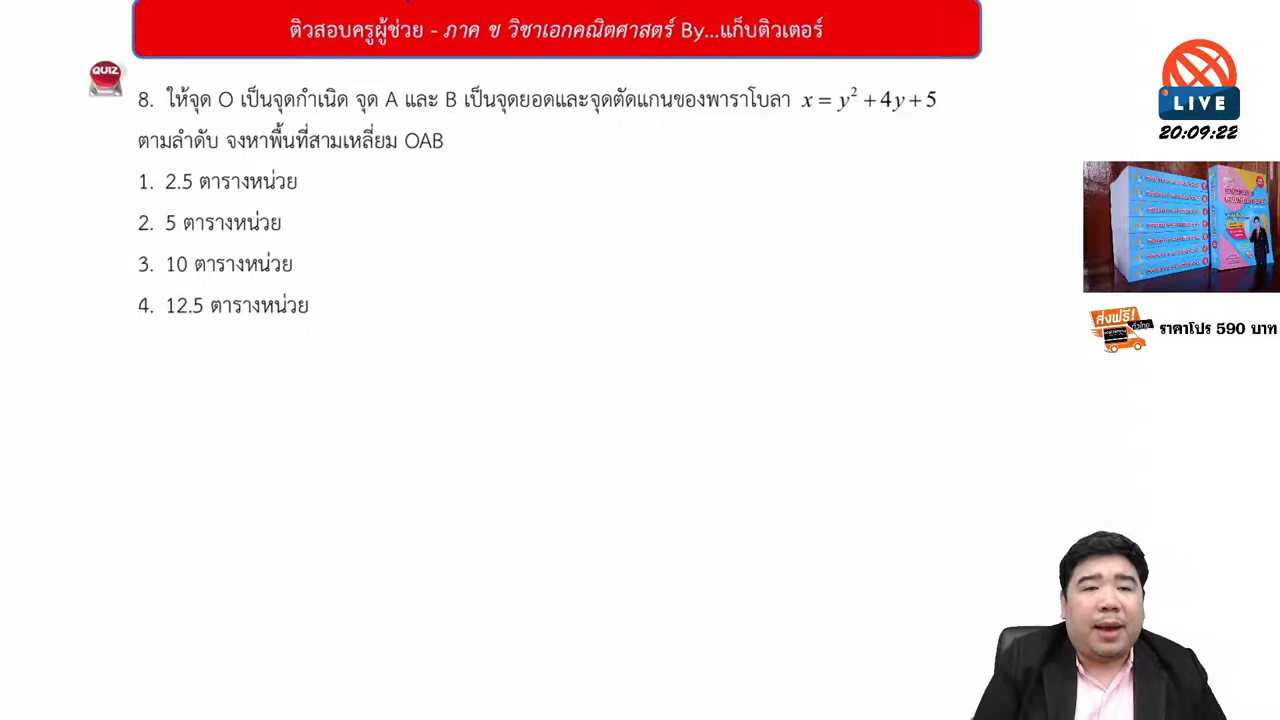 ติวสอบครูผู้ช่วย - ภาค ข วิชาเอกคณิตศาสตร์ By...แก็บติวเตอร์
QUIZ
8. ให้จุด O เป็นจุดกำเนิด จุด A และ B เป็นจุดยอดและจุดตัดแกนของพาราโบลา x = y² + 4y + 5
ตามลำดับ จงหาพื้นที่สามเหลี่ยม OAB
1. 2.5 ตารางหน่วย
2. 5 ตารางหน่วย
3. 10 ตารางหน่วย
4. 12.5 ตารางหน่วย
LIVE
20:09:22
ส่งฟรี!
ทั่วไทย
ราคาโปร 590 บาท